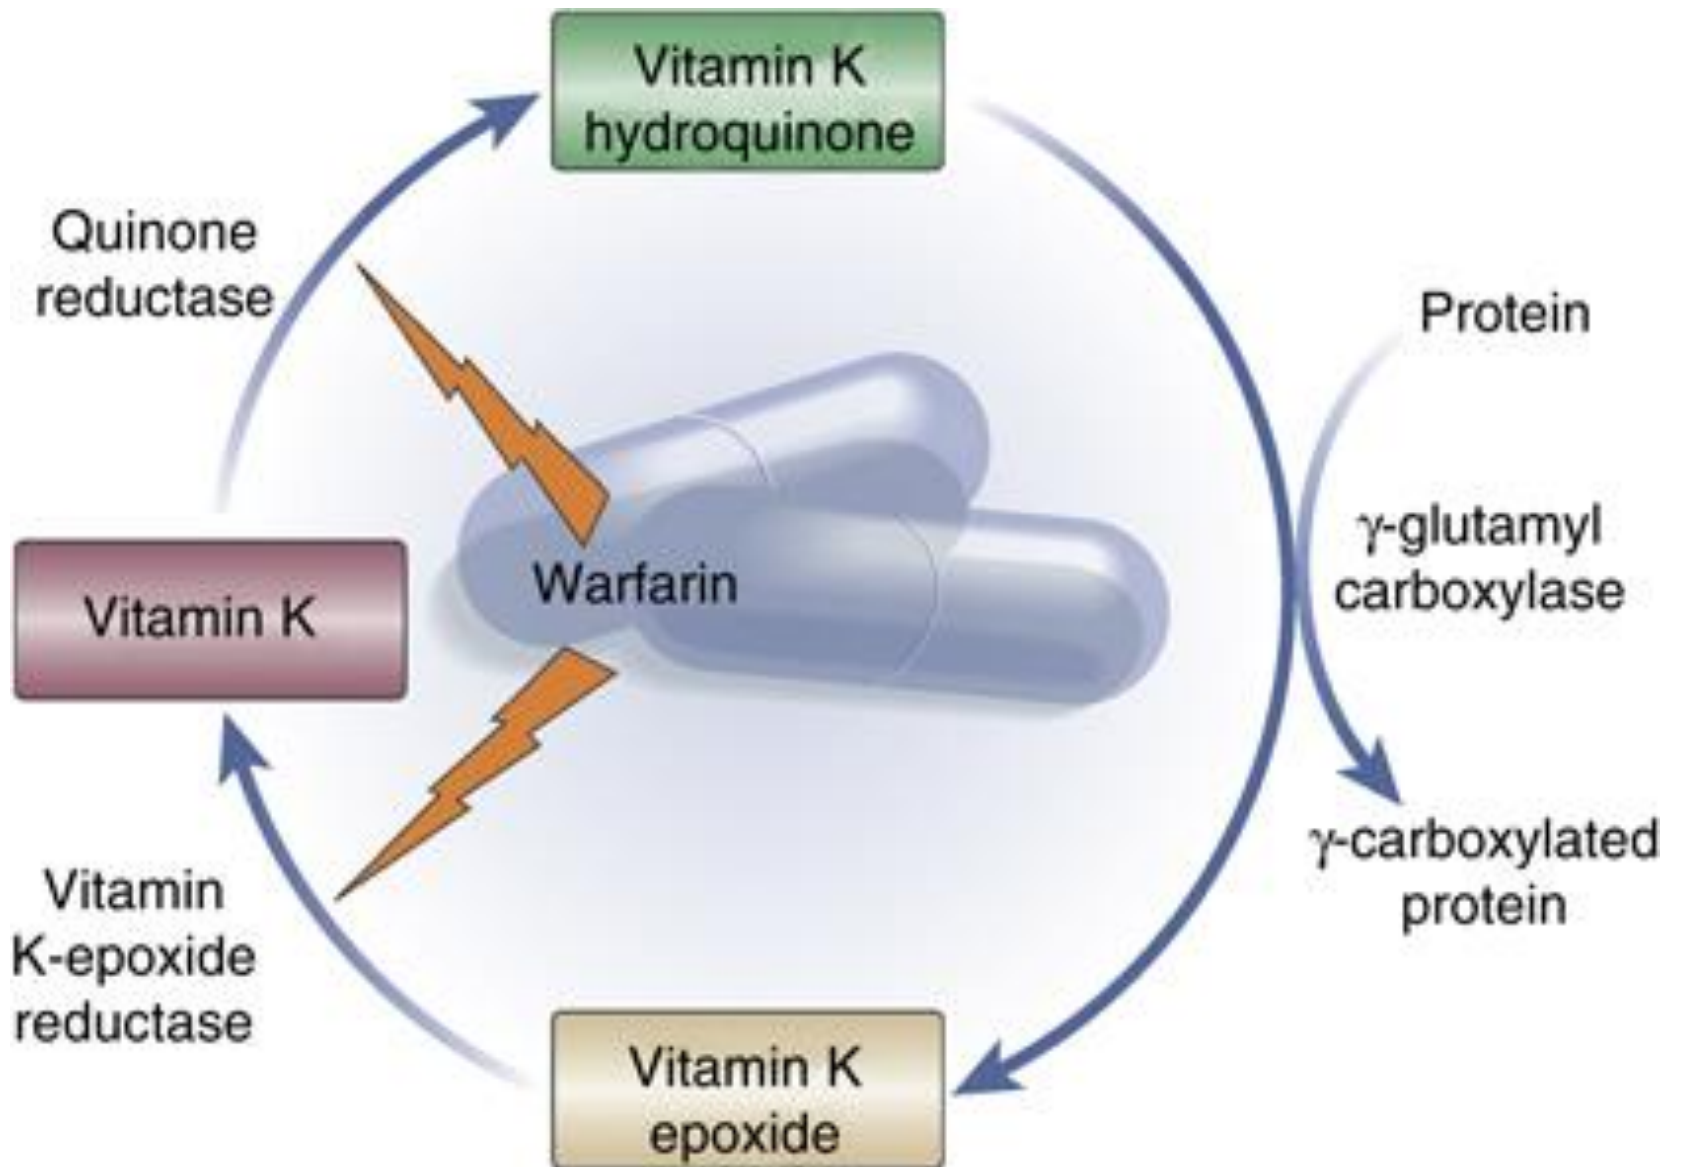 Vitamin K
hydroquinone
Quinone
reductase
Protein
γ-glutamyl
carboxylase
Warfarin
Vitamin K
γ-carboxylated
protein
Vitamin
K-epoxide
reductase
Vitamin K
epoxide